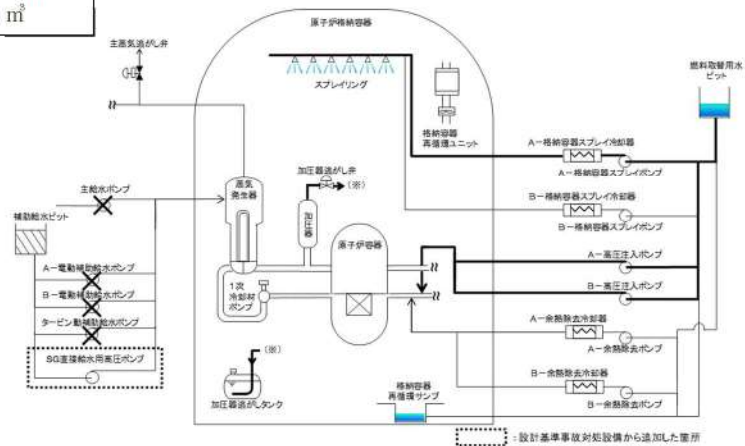 m³
原子炉格納容器
主蒸気逃がし弁
スプレイリング
燃料取替用水
ピット
格納容器
再循環ユニット
A－格納容器スプレイ冷却器
A－格納容器スプレイポンプ
加圧器逃がし弁
(※)
蒸気
発生器
主給水ポンプ
B－格納容器スプレイ冷却器
B－格納容器スプレイポンプ
補助給水ピット
加圧器
原子炉容器
A－高圧注入ポンプ
A－電動補助給水ポンプ
B－電動補助給水ポンプ
1次
冷却材
ポンプ
B－高圧注入ポンプ
タービン動補助給水ポンプ
A－余熱除去冷却器
A－余熱除去ポンプ
SG直接給水用高圧ポンプ
(※)
B－余熱除去冷却器
B－余熱除去ポンプ
加圧器逃がしタンク
格納容器
再循環サンプ
：設計基準事故対処設備から追加した箇所